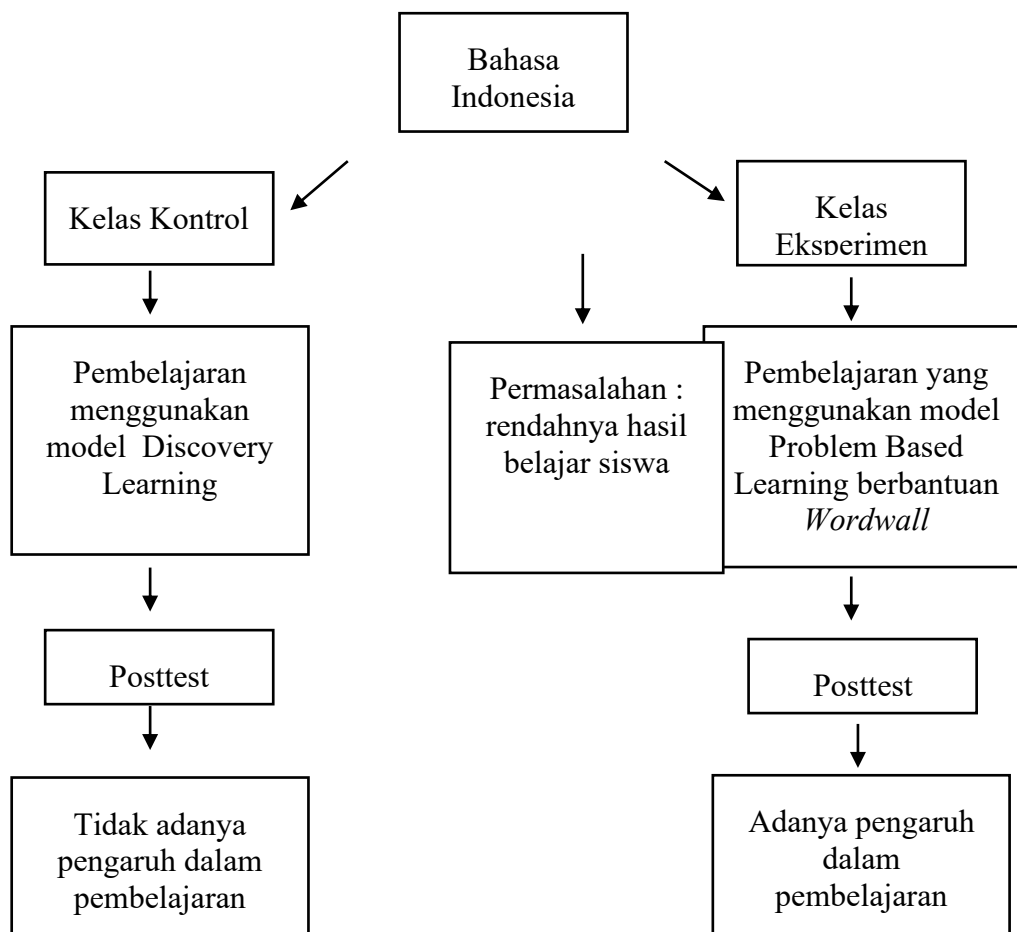 Bahasa
Indonesia
Kelas Kontrol
Kelas
Eksperimen
Pembelajaran
menggunakan
model Discovery
Learning
Permasalahan :
rendahnya hasil
belajar siswa
Pembelajaran yang
menggunakan model
Problem Based
Learning berbantuan
Wordwall
Posttest
Posttest
Tidak adanya
pengaruh dalam
pembelajaran
Adanya pengaruh
dalam
pembelajaran